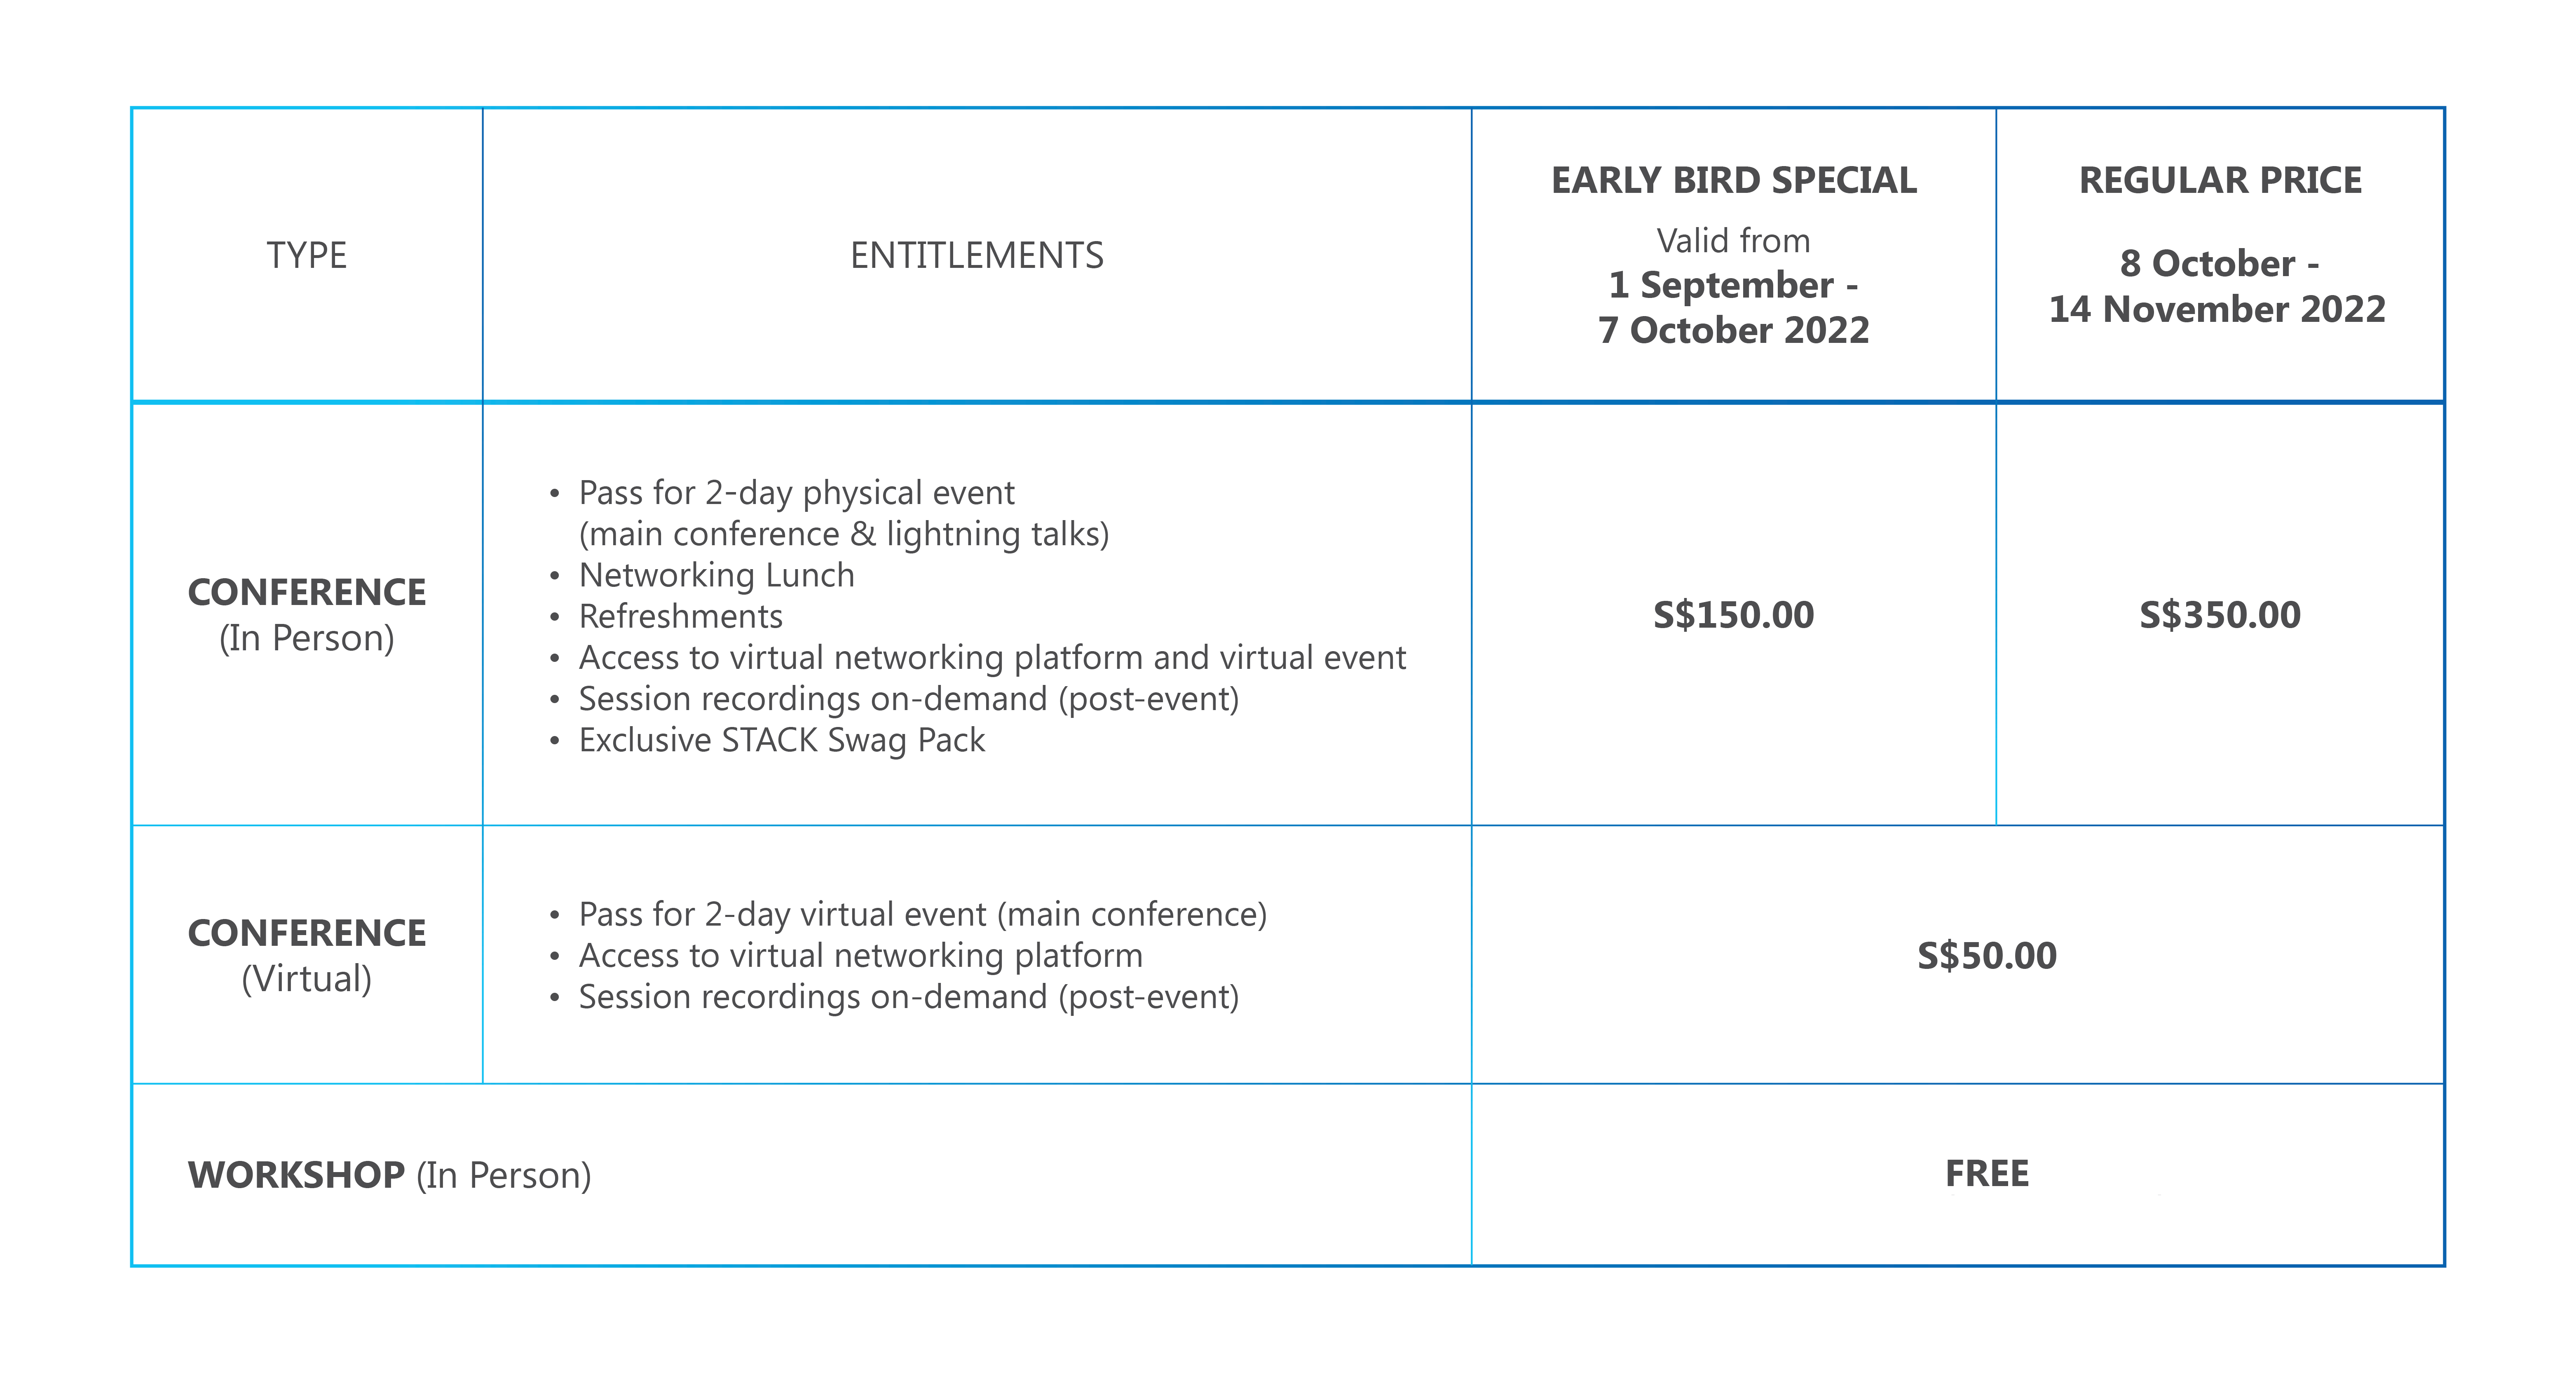 TYPE
ENTITLEMENTS
EARLY BIRD SPECIAL
Valid from
1 September -
7 October 2022
REGULAR PRICE
8 October -
14 November 2022
CONFERENCE
(In Person)
• Pass for 2-day physical event
(main conference & lightning talks)
• Networking Lunch
• Refreshments
• Access to virtual networking platform and virtual event
• Session recordings on-demand (post-event)
• Exclusive STACK Swag Pack
S$150.00
S$350.00
CONFERENCE
(Virtual)
• Pass for 2-day virtual event (main conference)
• Access to virtual networking platform
• Session recordings on-demand (post-event)
S$50.00
WORKSHOP (In Person)
FREE